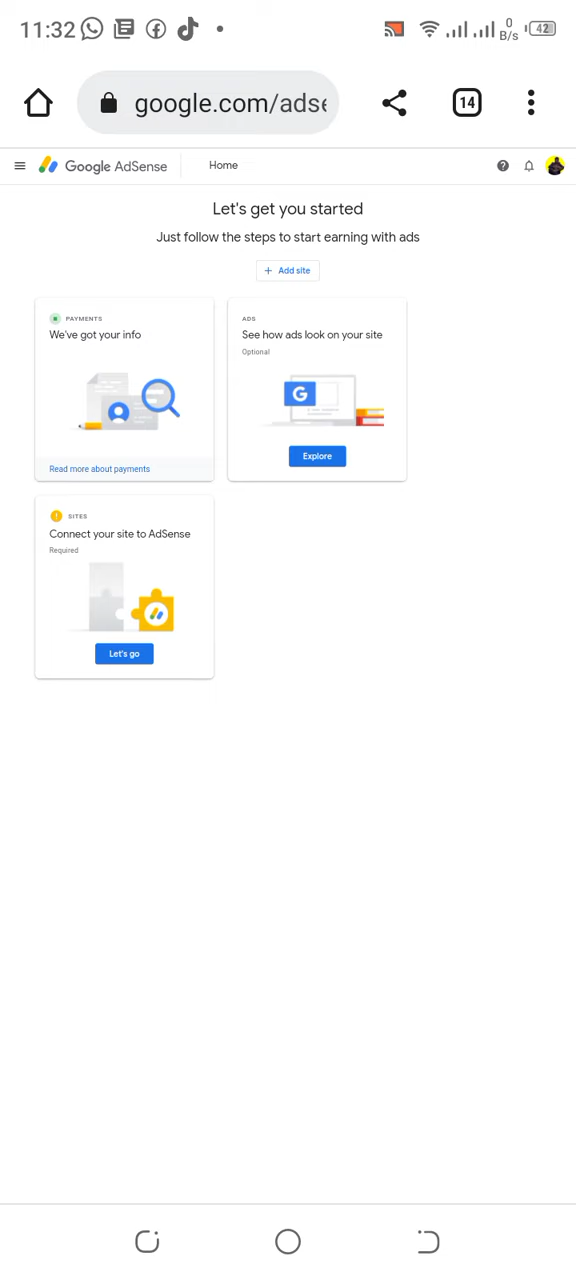 11:32
0
B/s
42
google.com/adse
14
Google AdSense
Home
Let's get you started
Just follow the steps to start earning with ads
+ Add site
PAYMENTS
We've got your info
Read more about payments
ADS
See how ads look on your site
Optional
G
Explore
SITES
Connect your site to AdSense
Required
Let's go